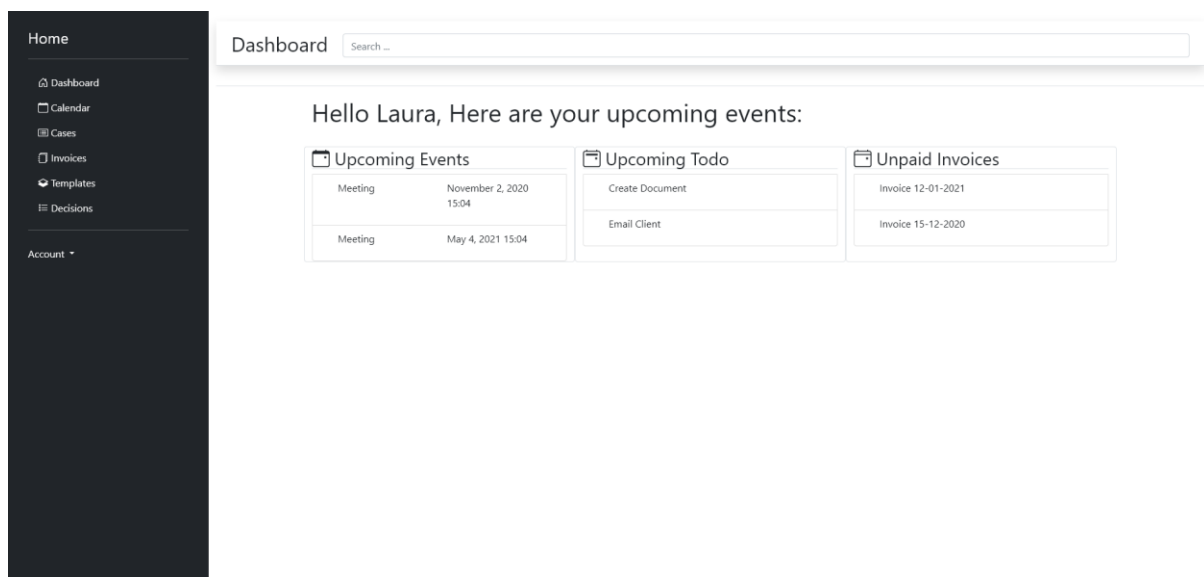 Home
Dashboard
Calendar
Cases
Invoices
Templates
Decisions
Account
Dashboard
Search ...
Hello Laura, Here are your upcoming events:
Upcoming Events
Meeting November 2, 2020
15:04
Meeting May 4, 2021 15:04
Upcoming Todo
Create Document
Email Client
Unpaid Invoices
Invoice 12-01-2021
Invoice 15-12-2020